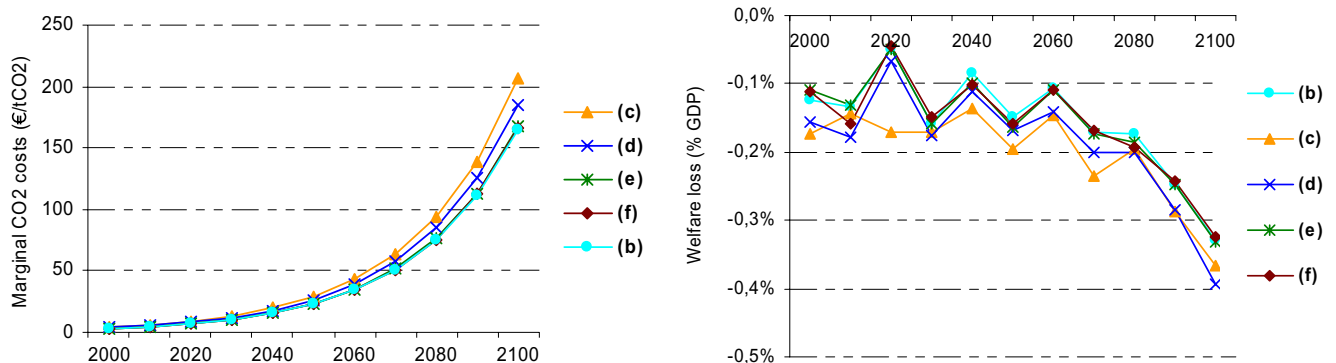 Marginal CO2 costs (€/tCO2)
250
200
150
100
50
0
2000 2020 2040 2060 2080 2100
(c)
(d)
(e)
(f)
(b)
Welfare loss (% GDP)
0,0%
-0,1%
-0,2%
-0,3%
-0,4%
-0,5%
2000 2020 2040 2060 2080 2100
(b)
(c)
(d)
(e)
(f)